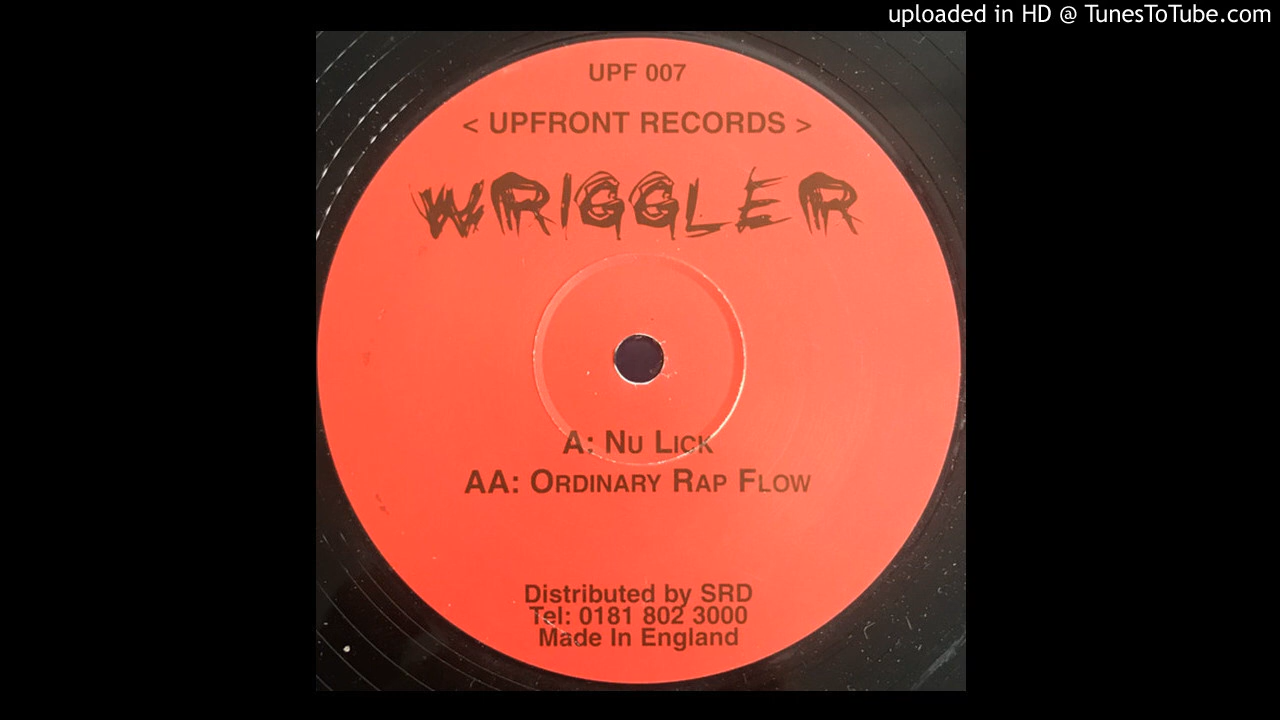 uploaded in HD @ TunesToTube.com
UPF 007
< UPFRONT RECORDS >
WRIGGLER
A: NU LICK
AA: ORDINARY RAP FLOW
Distributed by SRD
Tel: 0181 802 3000
Made In England